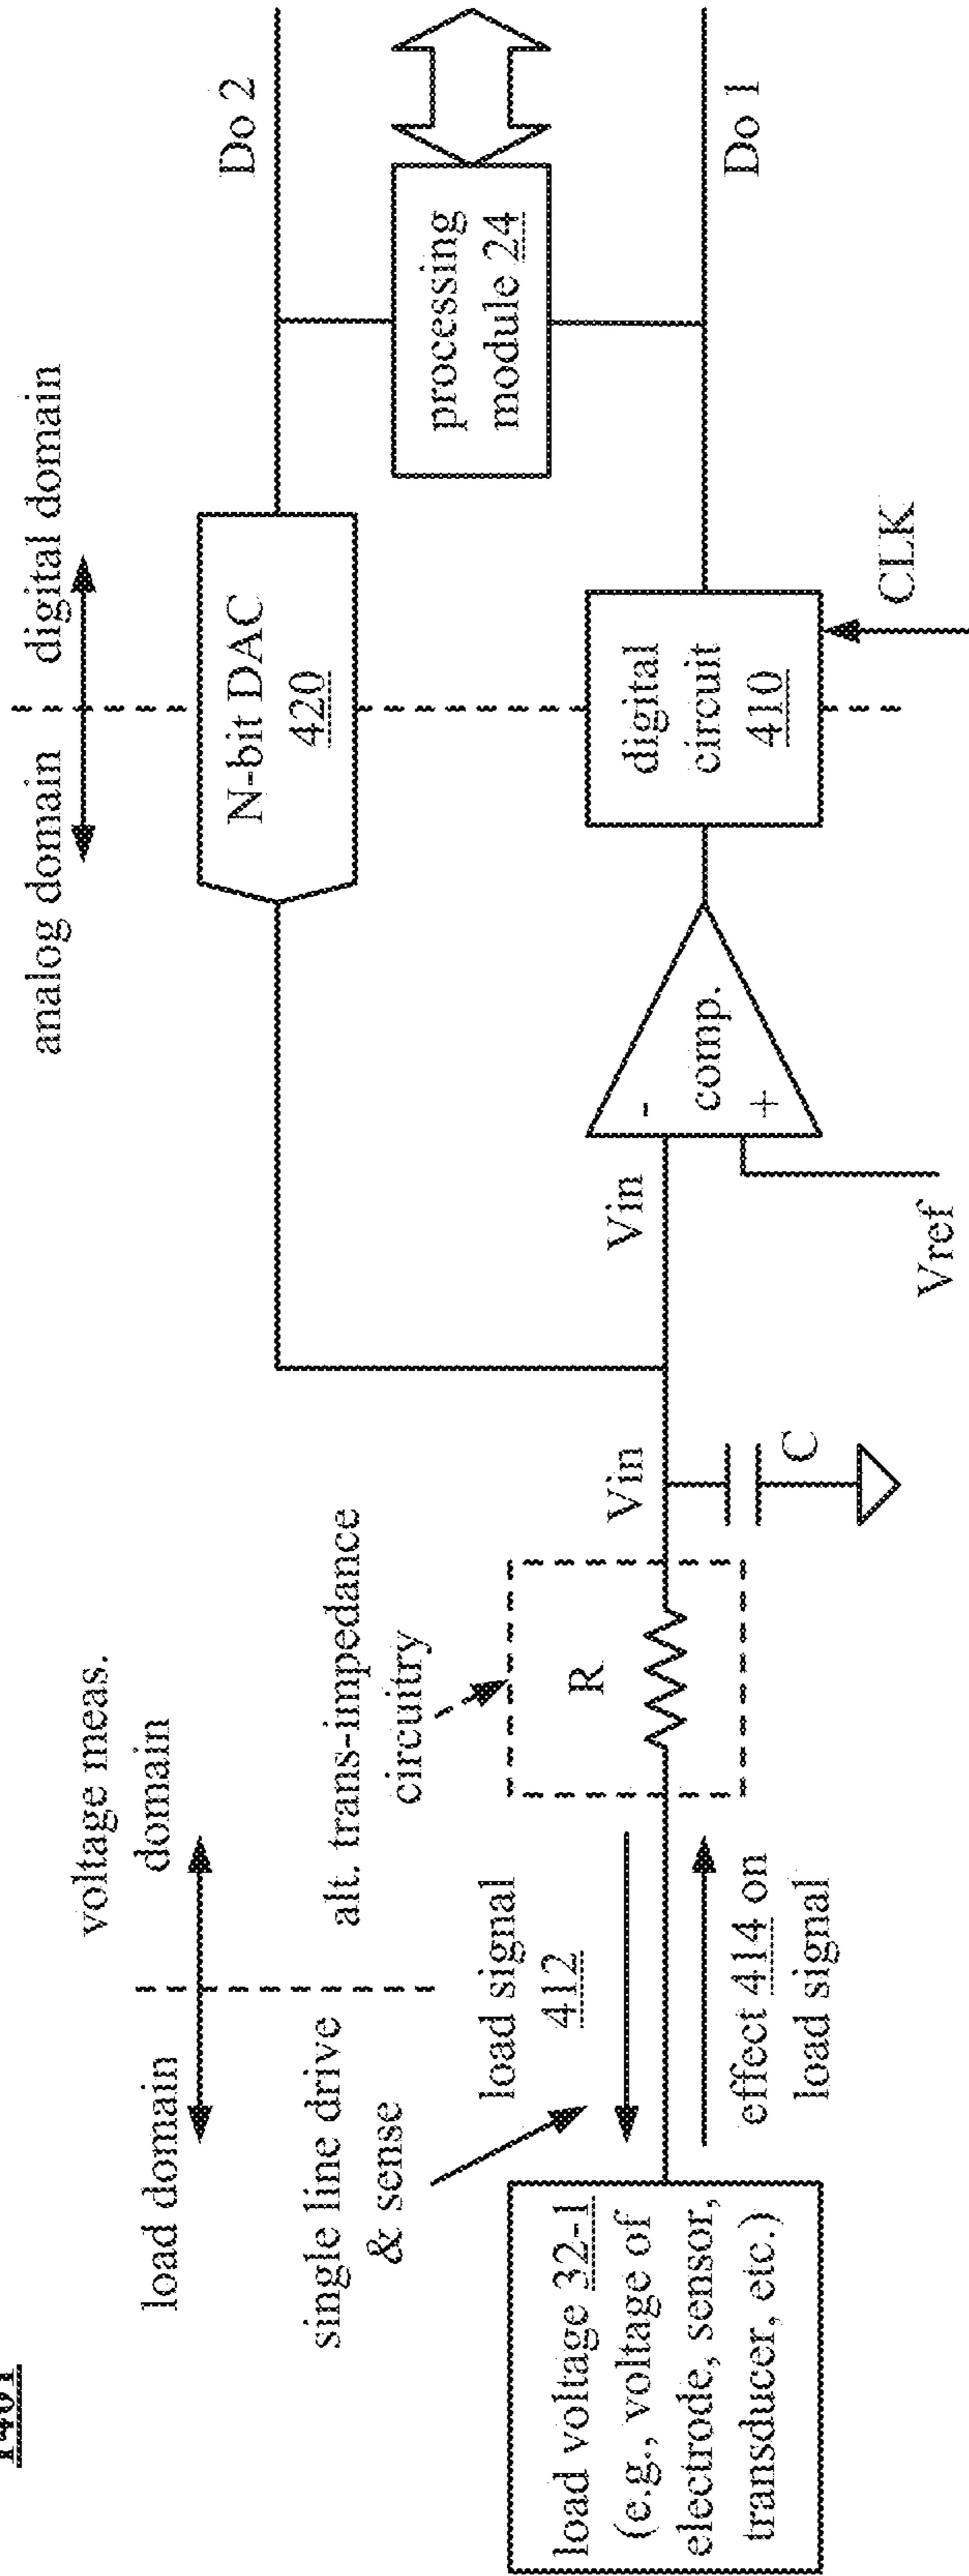 1401
load domain
voltage meas.
domain
analog domain
digital domain
single line drive
& sense
alt. trans-impedance
circuitry
N-bit DAC
420
Do 2
load signal
412
R
Vin
Vin
processing
module 24
load voltage 32-1
(e.g., voltage of
electrode, sensor,
transducer, etc.)
effect 414 on
load signal
C
-
comp.
+
digital
circuit
410
Do 1
Vref
CLK